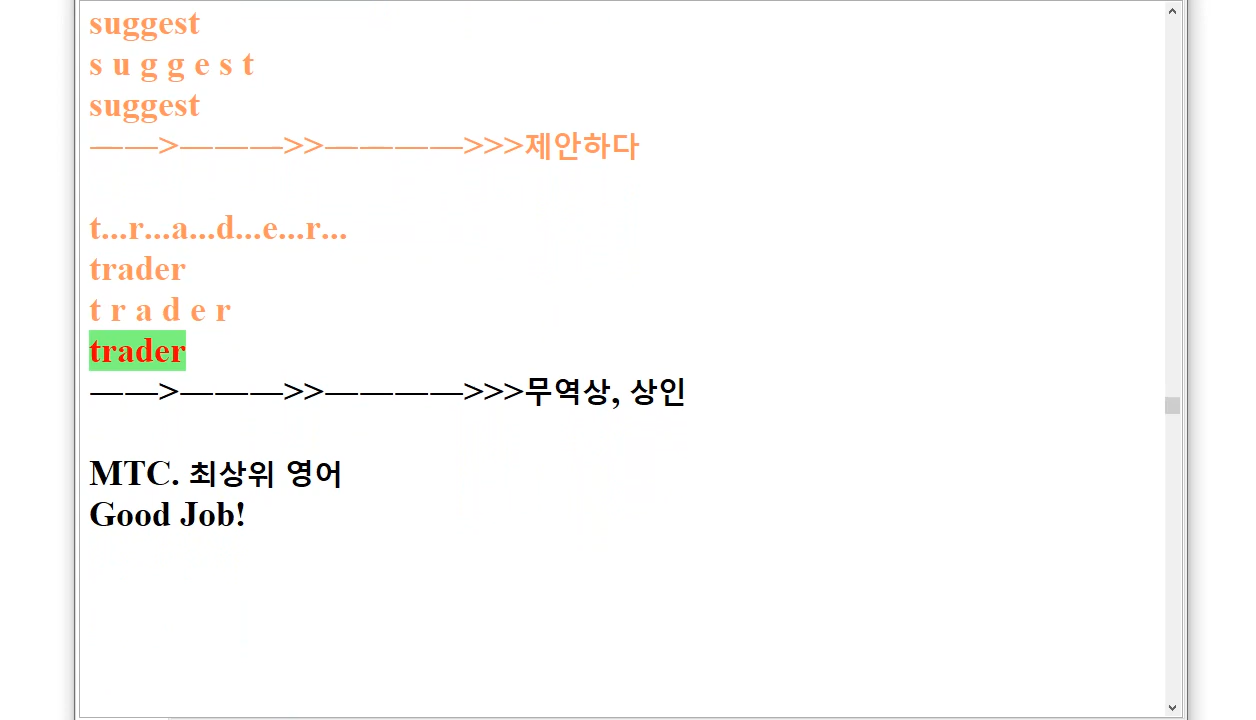 suggest
s u g g e s t
suggest
——>———>>————>>>제안하다
t...r...a...d...e...r...
trader
t r a d e r
trader
——>———>>————>>>무역상, 상인
MTC. 최상위 영어
Good Job!